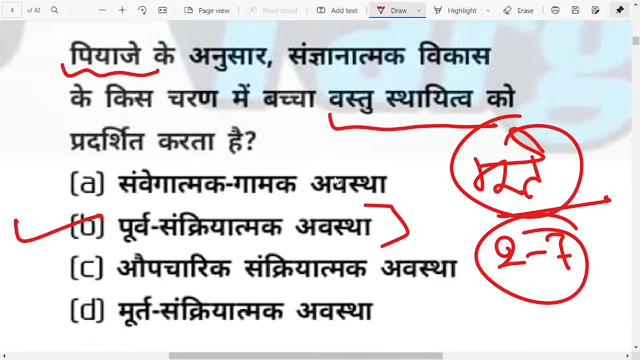 4 of 42
Page view
Read aloud
Add text
Draw
Highlight
Erase
पियाजे के अनुसार, संज्ञानात्मक विकास
के किस चरण में बच्चा वस्तु स्थायित्व को
प्रदर्शित करता है?
(a) संवेगात्मक-गामक अवस्था
(b) पूर्व-संक्रियात्मक अवस्था
(c) औपचारिक संक्रियात्मक अवस्था
(d) मूर्त-संक्रियात्मक अवस्था
2-7